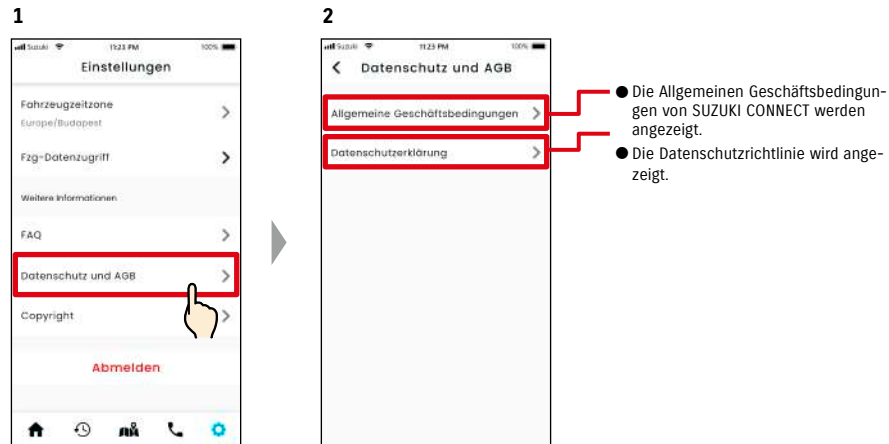 1
Suzuki 11:23 PM 100%
Einstellungen
Fahrzeugzeitzone
Europe/Budapest
Fzg-Datenzugriff
Weitere Informationen
FAQ
Datenschutz und AGB
Copyright
Abmelden
2
Suzuki 11:23 PM 100%
Datenschutz und AGB
Allgemeine Geschäftsbedingungen
Datenschutzerklärung
● Die Allgemeinen Geschäftsbedingun-
gen von SUZUKI CONNECT werden
angezeigt.
● Die Datenschutzrichtlinie wird ange-
zeigt.